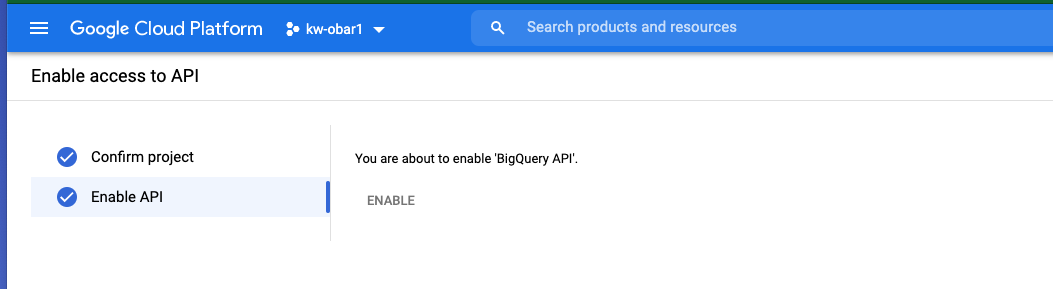 Google Cloud Platform kw-obar1 Search products and resources
Enable access to API
Confirm project
You are about to enable 'BigQuery API'.
Enable API
ENABLE